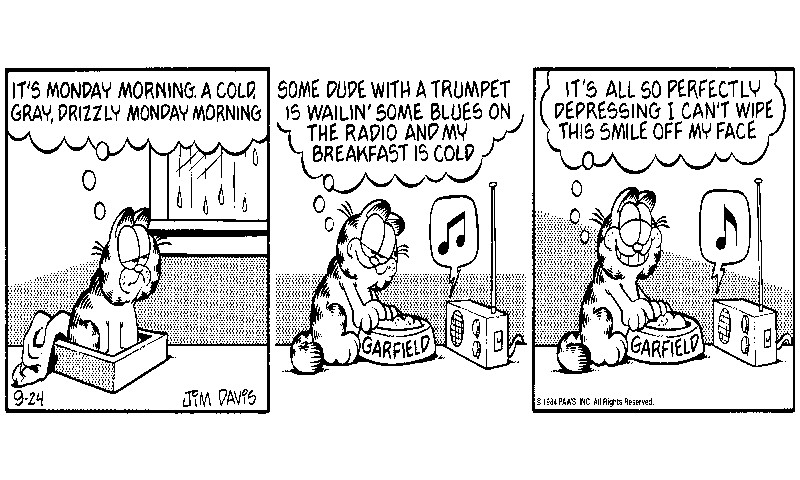 IT'S MONDAY MORNING. A COLD,
GRAY, DRIZZLY MONDAY MORNING
9-24
JIM DAVIS
SOME DUDE WITH A TRUMPET
IS WAILIN' SOME BLUES ON
THE RADIO AND MY
BREAKFAST IS COLD
GARFIELD
IT'S ALL SO PERFECTLY
DEPRESSING I CAN'T WIPE
THIS SMILE OFF MY FACE
GARFIELD
© 1984 PAWS, INC. All Rights Reserved.